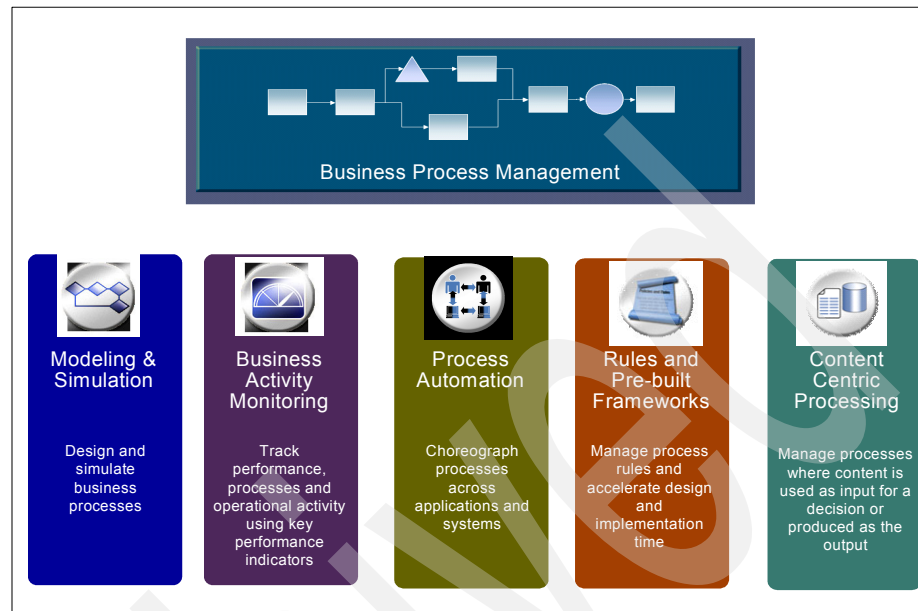 Business Process Management
Modeling &
Simulation
Design and
simulate
business
processes
Business
Activity
Monitoring
Track
performance,
processes and
operational activity
using key
performance
indicators
Process
Automation
Choreograph
processes
across
applications and
systems
Rules and
Pre-built
Frameworks
Manage process
rules and
accelerate design
and
implementation
time
Content
Centric
Processing
Manage processes
where content is
used as input for a
decision or
produced as the
output